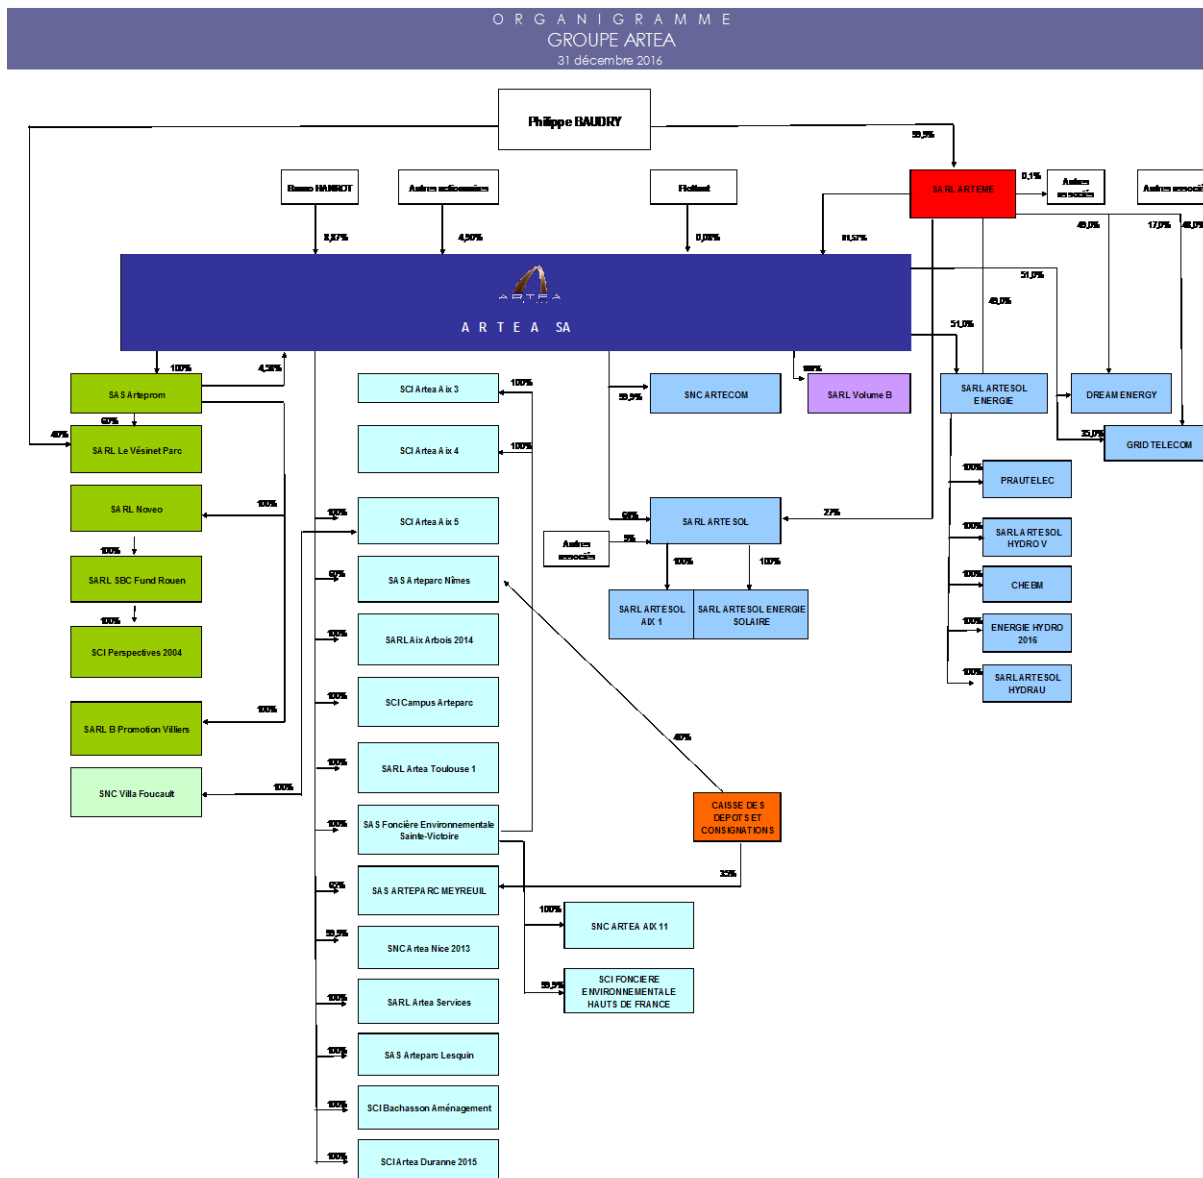 O R G A N I G R A M M E
GROUPE ARTEA
31 décembre 2016
Philippe BAUDRY
99,9%
Bruno HANROT
Autres actionnaires
Flottant
SARL ARTEME
0,1%
Autres
associés
Autres associé
8,87%
4,90%
0,08%
81,57%
49,0%
17,0%
48,0%
ARTEA
A R T E A SA
51,0%
49,0%
51,0%
100%
4,58%
100%
SAS Arteprom
SCI Artea Aix 3
100%
99,9%
SNC ARTECOM
SARL Volume B
SARL ARTESOL
ENERGIE
DREAM ENERGY
60%
40%
SARL Le Vésinet Parc
SCI Artea Aix 4
100%
35,0%
GRID TELECOM
100%
PRAUTELEC
SARL Noveo
100%
100%
SCI Artea Aix 5
SARL ARTESOL
27%
Autres
associés
5%
100%
SARL ARTESOL
HYDRO V
100%
SARL SBC Fund Rouen
60%
SAS Arteparc Nîmes
100%
100%
100%
CHEBM
SARL ARTESOL
AIX 1
SARL ARTESOL ENERGIE
SOLAIRE
100%
SCI Perspectives 2004
100%
SARL Aix Arbois 2014
100%
ENERGIE HYDRO
2016
100%
SARL ARTESOL
HYDRAU
SARL B Promotion Villiers
100%
100%
SCI Campus Arteparc
40%
100%
SARL Artea Toulouse 1
SNC Villa Foucault
100%
100%
SAS Foncière Environnementale
Sainte-Victoire
CAISSE DES
DEPOTS ET
CONSIGNATIONS
65%
SAS ARTEPARC MEYREUIL
35%
100%
SNC ARTEA AIX 11
99,9%
SNC Artea Nice 2013
99,9%
SCI FONCIERE
ENVIRONNEMENTALE
HAUTS DE FRANCE
100%
SARL Artea Services
100%
SAS Arteparc Lesquin
100%
SCI Bachasson Aménagement
100%
SCI Artea Duranne 2015